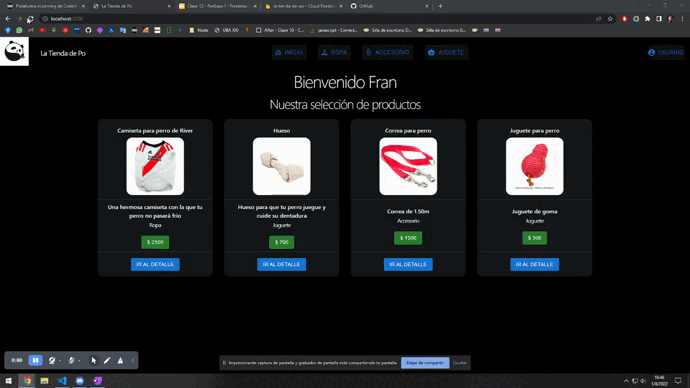 Plataforma eLearning de CoderH
La Tienda de Po
Clase 12 - Firebase I - Presenta
la-tienda-de-po - Cloud Firesto
GitHub
localhost:3000
Node
UBA XXI
After - Clase 10 - C...
javascript - Correct...
Silla de escritorio G...
Silla de escritorio G...
La Tienda de Po
INICIO
ROPA
ACCESORIO
JUGUETE
USUARIO
Bienvenido Fran
Nuestra selección de productos
Camiseta para perro de River
Una hermosa camiseta con la que tu
perro no pasará frio
Ropa
$ 2500
IR AL DETALLE
Hueso
Hueso para que tu perro juegue y
cuide su dentadura
Juguete
$ 700
IR AL DETALLE
Correa para perro
Correa de 1,50m
Accesorio
$ 1500
IR AL DETALLE
Juguete para perro
Juguete de goma
Juguete
$ 500
IR AL DETALLE
0:00
Impresionante captura de pantalla y grabador de pantalla está compartiendo tu pantalla.
Dejar de compartir
Ocultar
16:45
1/8/2022